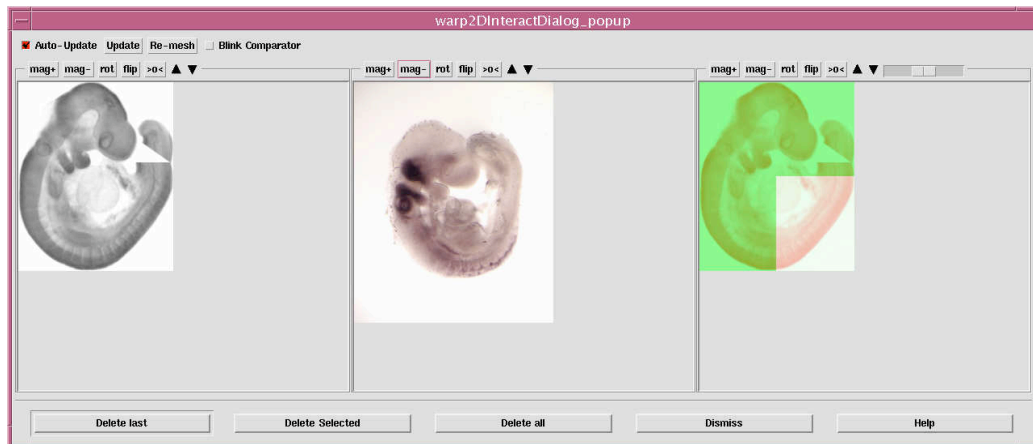 warp2DInteractDialog_popup
Auto-Update Update Re-mesh Blink Comparator
mag+ mag- rot flip >o< mag+ mag- rot flip >o< mag+ mag- rot flip >o<
Delete last Delete Selected Delete all Dismiss Help